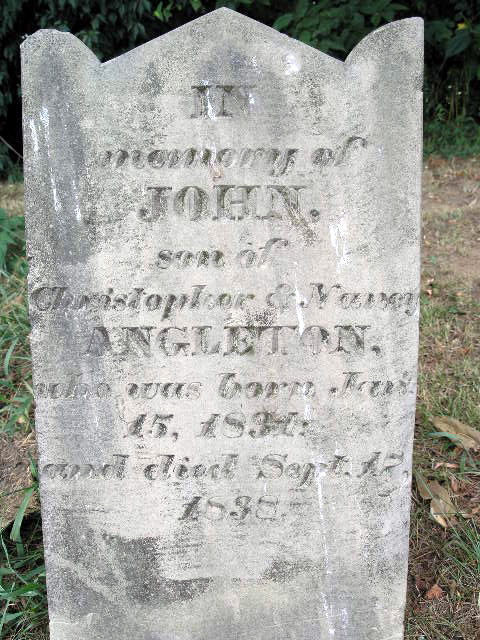 IN
memory of
JOHN.
son of
Christopher & Nancy
ANGLETON,
who was born Jan.
15, 1831:
and died Sept. 17,
1838.